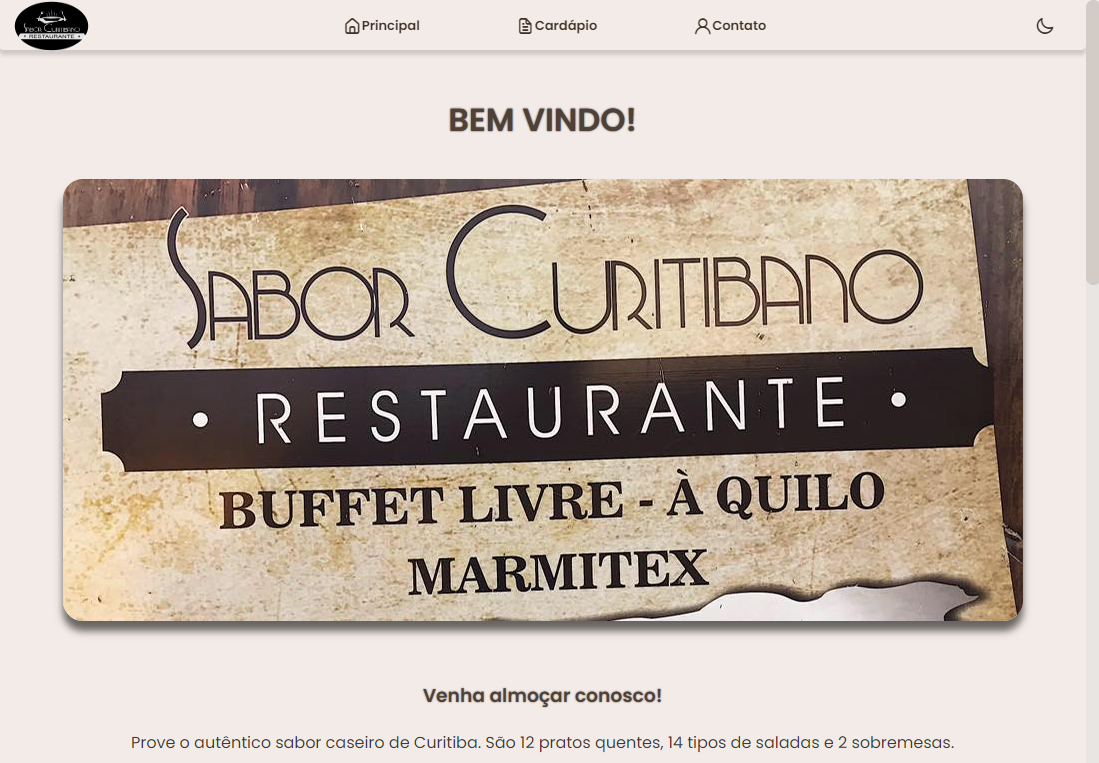 SABOR CURITIBANO
• RESTAURANTE •
Principal
Cardápio
Contato
BEM VINDO!
SABOR CURITIBANO
• RESTAURANTE •
BUFFET LIVRE - À QUILO
MARMITEX
Venha almoçar conosco!
Prove o autêntico sabor caseiro de Curitiba. São 12 pratos quentes, 14 tipos de saladas e 2 sobremesas.